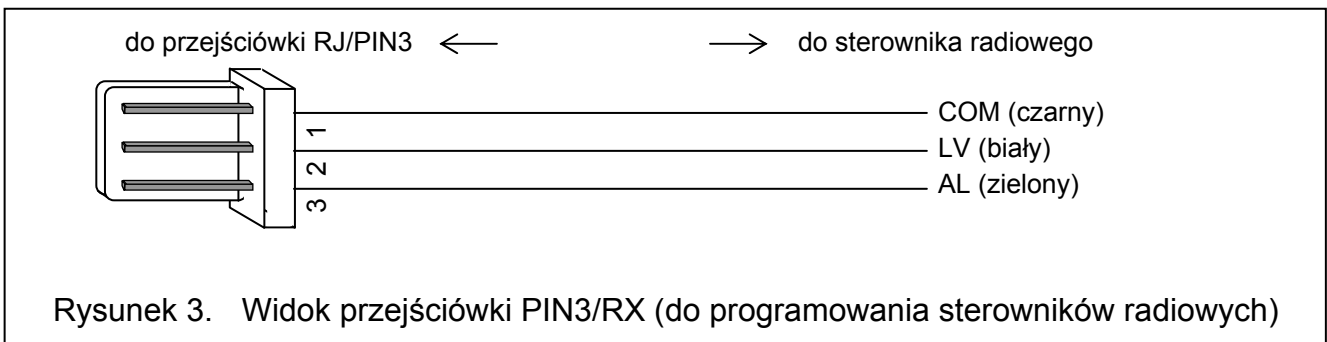 do przejściówki RJ/PIN3 ← → do sterownika radiowego
COM (czarny)
1
LV (biały)
2
AL (zielony)
3
Rysunek 3. Widok przejściówki PIN3/RX (do programowania sterowników radiowych)